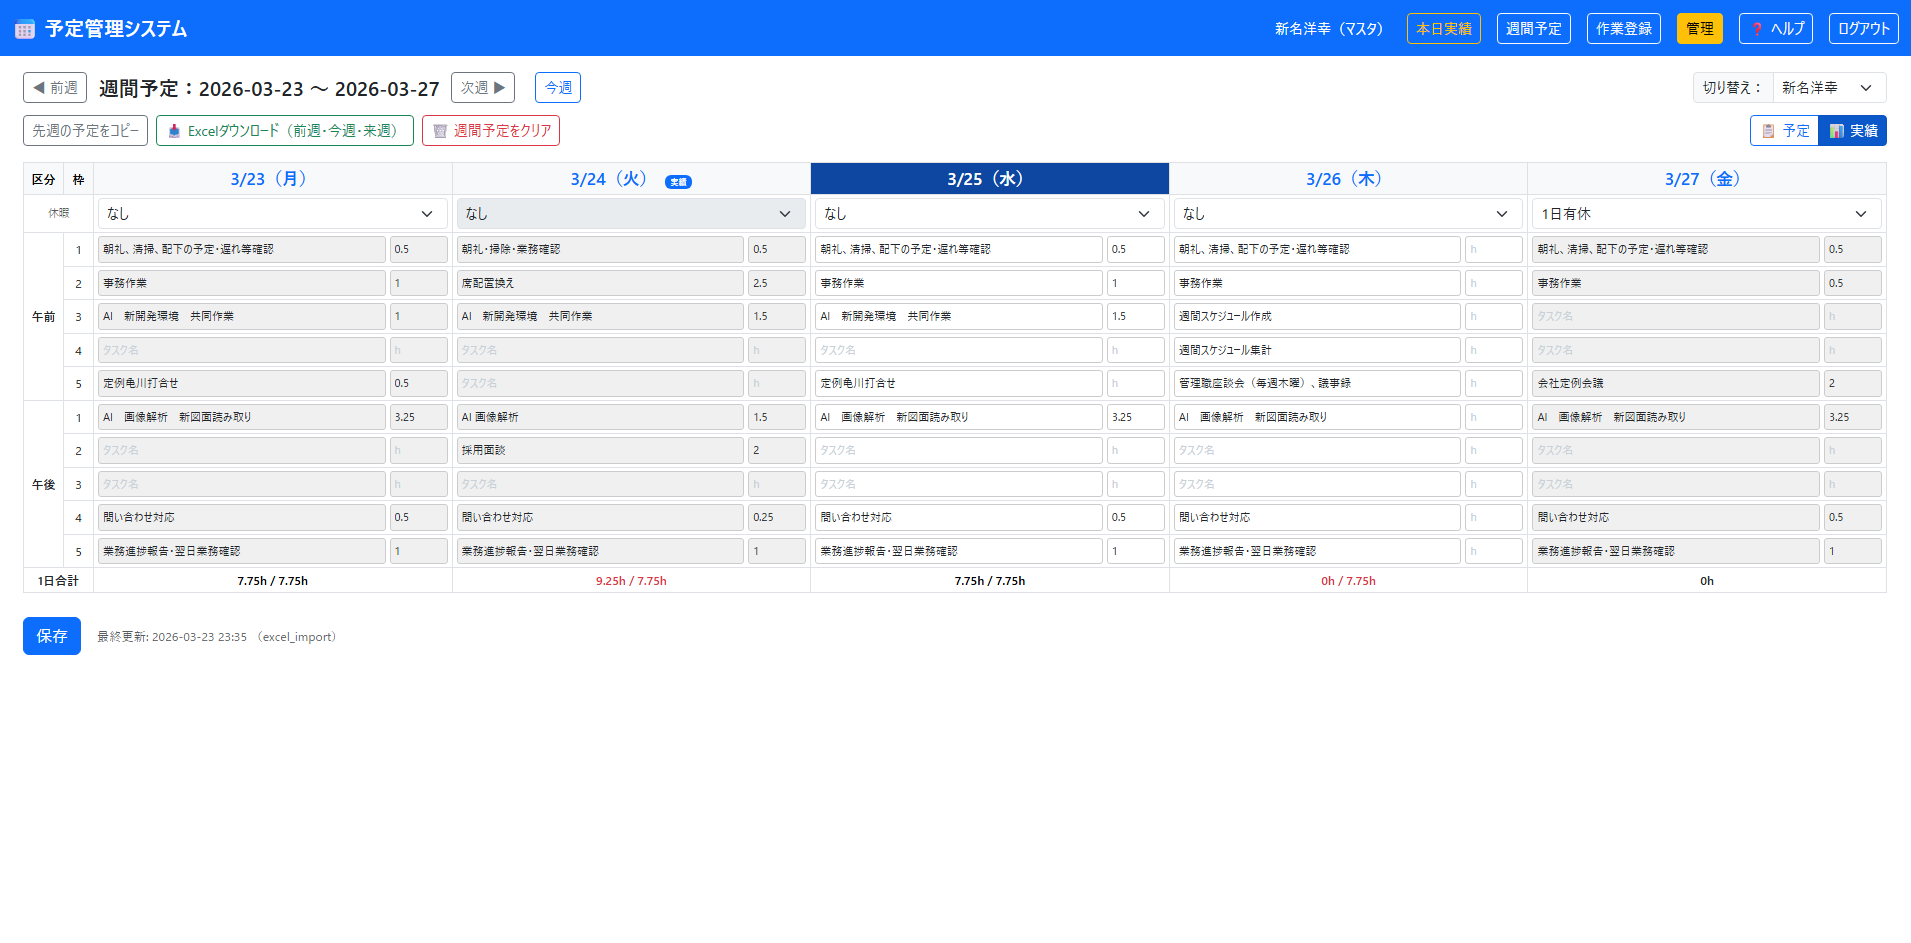 予定管理システム
新名洋幸（マスタ） 本日実績 週間予定 作業登録 管理 ❓ ヘルプ ログアウト
◀ 前週 週間予定：2026-03-23 ～ 2026-03-27 次週 ▶ 今週 切り替え： 新名洋幸
先週の予定をコピー Excelダウンロード（前週・今週・来週） 週間予定をクリア 予定 実績
区分 枠 3/23（月） 3/24（火） 実績 3/25（水） 3/26（木） 3/27（金）
休暇 なし なし なし なし 1日有休
1 朝礼、清掃、配下の予定・遅れ等確認 0.5 朝礼・掃除・業務確認 0.5 朝礼、清掃、配下の予定・遅れ等確認 0.5 朝礼、清掃、配下の予定・遅れ等確認 h 朝礼、清掃、配下の予定・遅れ等確認 0.5
2 事務作業 1 席配置換え 2.5 事務作業 1 事務作業 h 事務作業 0.5
午前 3 AI　新開発環境　共同作業 1 AI　新開発環境　共同作業 1.5 AI　新開発環境　共同作業 1.5 週間スケジュール作成 h タスク名 h
4 タスク名 h タスク名 h タスク名 h 週間スケジュール集計 h タスク名 h
5 定例亀川打合せ 0.5 タスク名 h 定例亀川打合せ h 管理職座談会（毎週木曜）、議事録 h 会社定例会議 2
1 AI　画像解析　新図面読み取り 3.25 AI 画像解析 1.5 AI　画像解析　新図面読み取り 3.25 AI　画像解析　新図面読み取り h AI　画像解析　新図面読み取り 3.25
2 タスク名 h 採用面談 2 タスク名 h タスク名 h タスク名 h
午後 3 タスク名 h タスク名 h タスク名 h タスク名 h タスク名 h
4 問い合わせ対応 0.5 問い合わせ対応 0.25 問い合わせ対応 0.5 問い合わせ対応 h 問い合わせ対応 0.5
5 業務進捗報告・翌日業務確認 1 業務進捗報告・翌日業務確認 1 業務進捗報告・翌日業務確認 1 業務進捗報告・翌日業務確認 h 業務進捗報告・翌日業務確認 1
1日合計 7.75h / 7.75h 9.25h / 7.75h 7.75h / 7.75h 0h / 7.75h 0h
保存 最終更新: 2026-03-23 23:35 （excel_import）